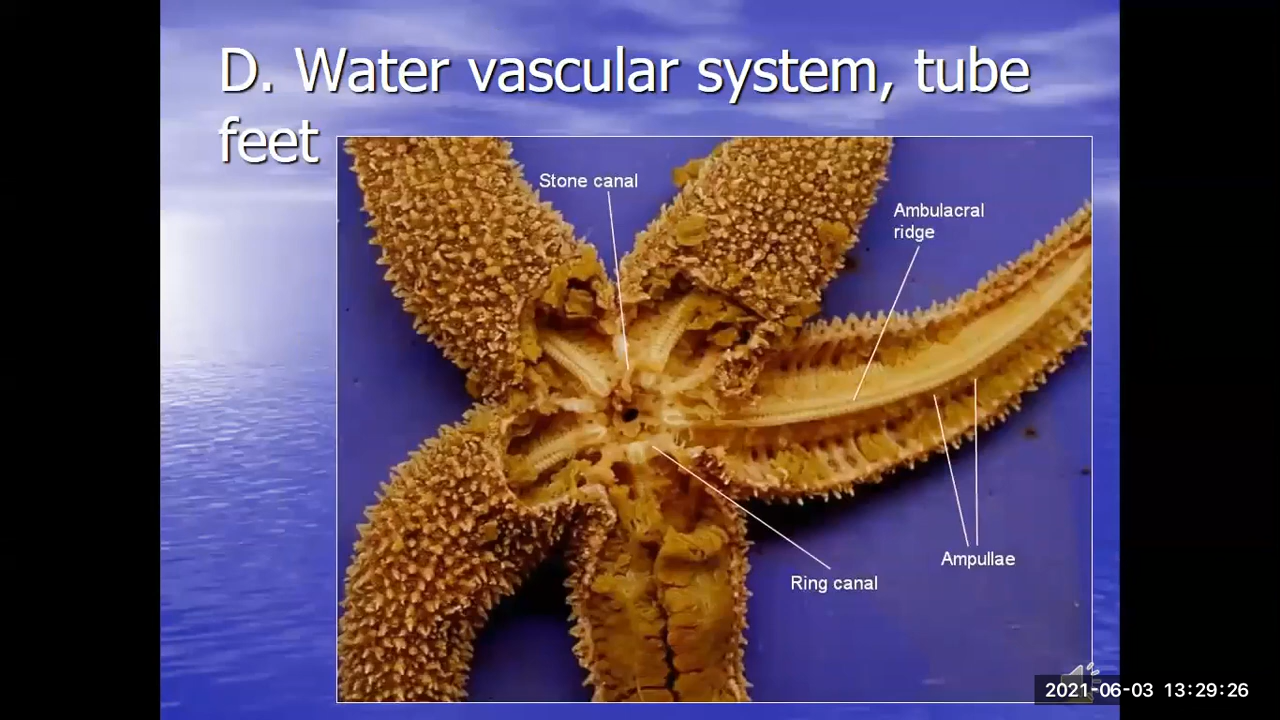 D. Water vascular system, tube
feet
Stone canal
Ambulacral
ridge
Ampullae
Ring canal
2021-06-03 13:29:26